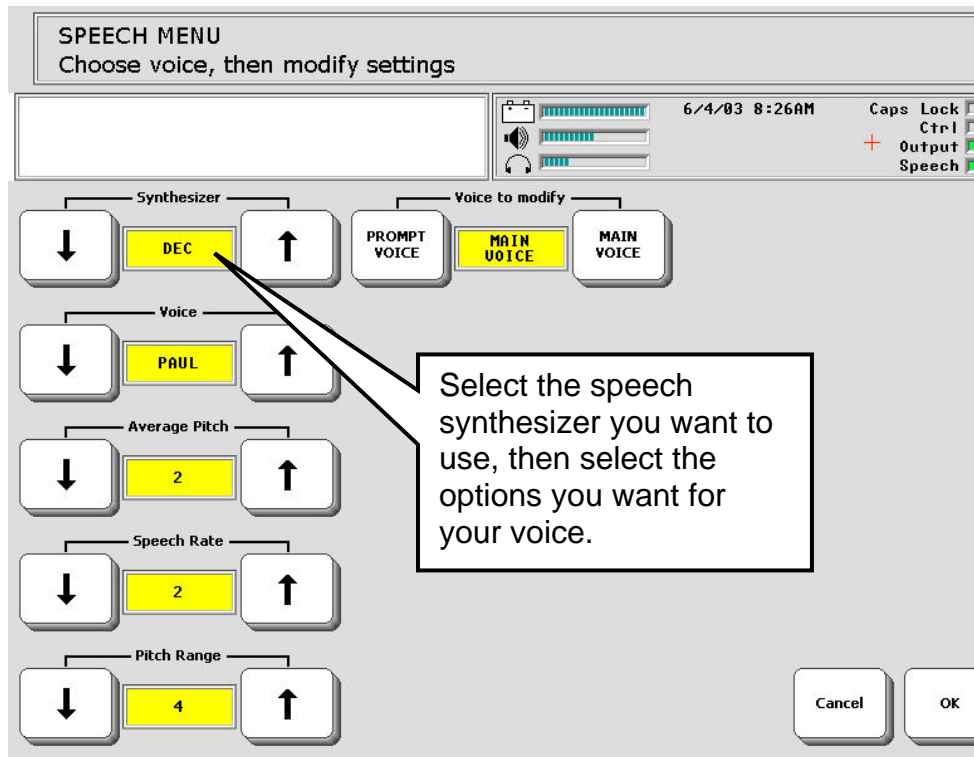 SPEECH MENU
Choose voice, then modify settings
6/4/03 8:26AM
Caps Lock
Ctrl
Output
Speech
Synthesizer
DEC
Voice to modify
PROMPT
VOICE
MAIN
VOICE
MAIN
VOICE
Voice
PAUL
Select the speech
synthesizer you want to
use, then select the
options you want for
your voice.
Average Pitch
2
Speech Rate
2
Pitch Range
4
Cancel
OK